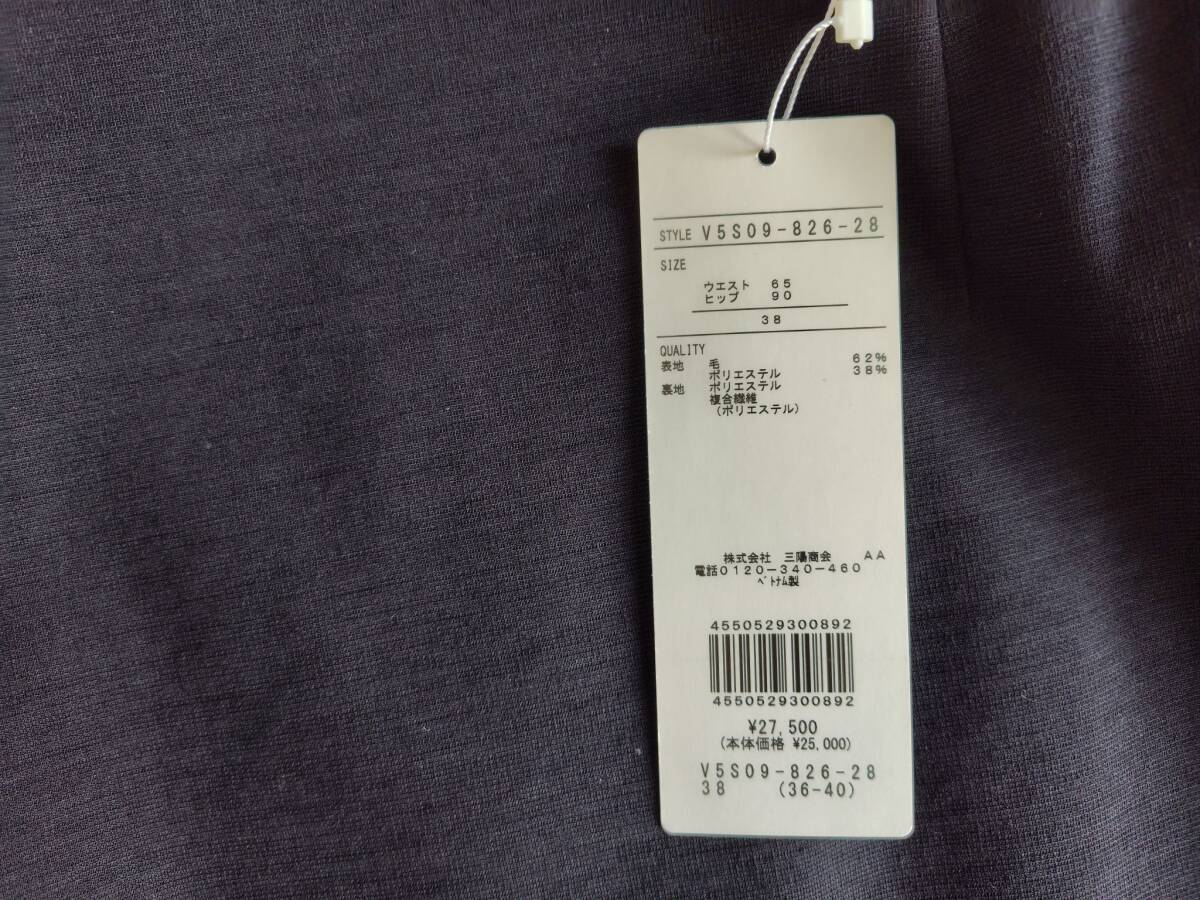 STYLE V5S09-826-28
SIZE
ウエスト 65
ヒップ 90
38
QUALITY
表地 毛 62%
ポリエステル 38%
裏地 ポリエステル
複合繊維
(ポリエステル)
株式会社 三陽商会 AA
電話0120-340-460
ベトナム製
4550529300892
4550529300892
¥27,500
(本体価格 ¥25,000)
V5S09-826-28
38 (36-40)